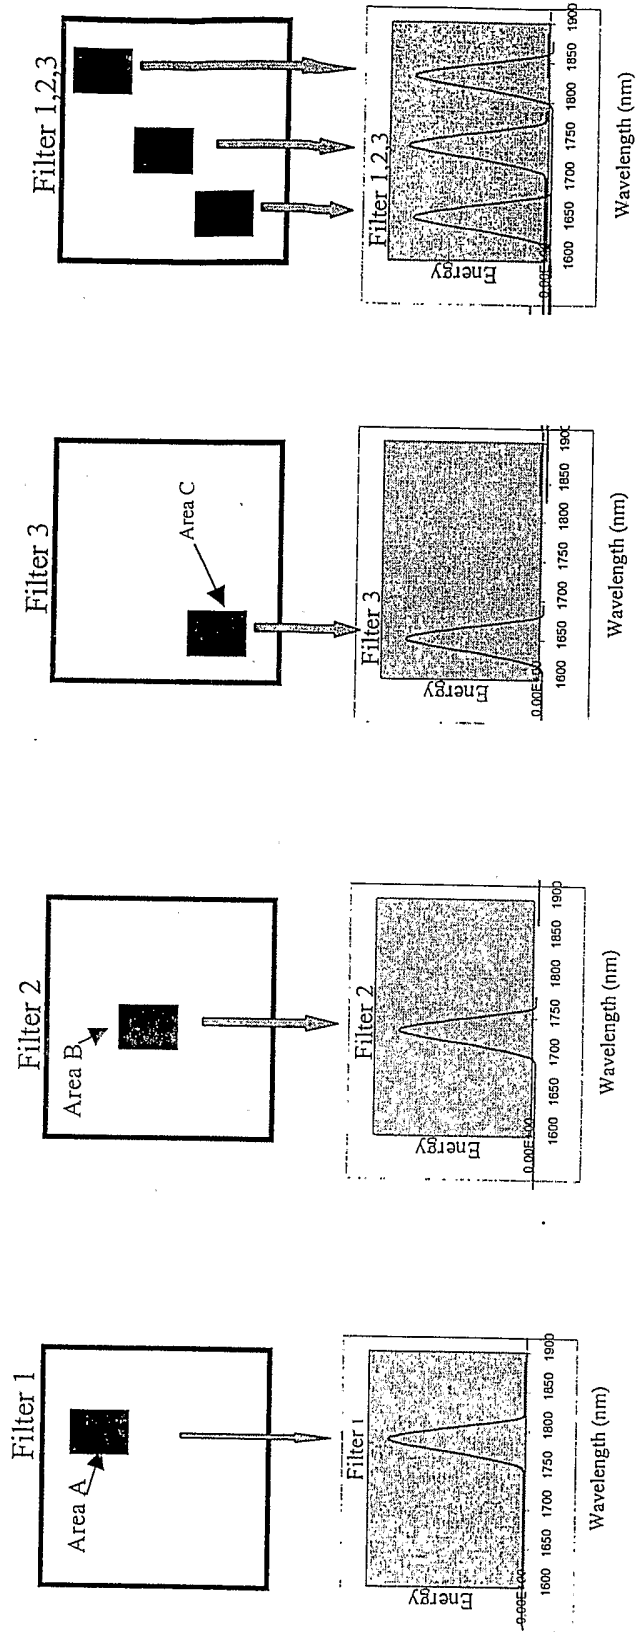 Filter 1
Area A
Filter 1
Energy
0.00E+00
1600 1650 1700 1750 1800 1850 1900
Wavelength (nm)
Filter 2
Area B
Filter 2
Energy
0.00E+00
1600 1650 1700 1750 1800 1850 1900
Wavelength (nm)
Filter 3
Area C
Filter 3
Energy
0.00E+00
1600 1650 1700 1750 1800 1850 1900
Wavelength (nm)
Filter 1,2,3
Filter 1,2,3
Energy
1600 1650 1700 1750 1800 1850 1900
Wavelength (nm)